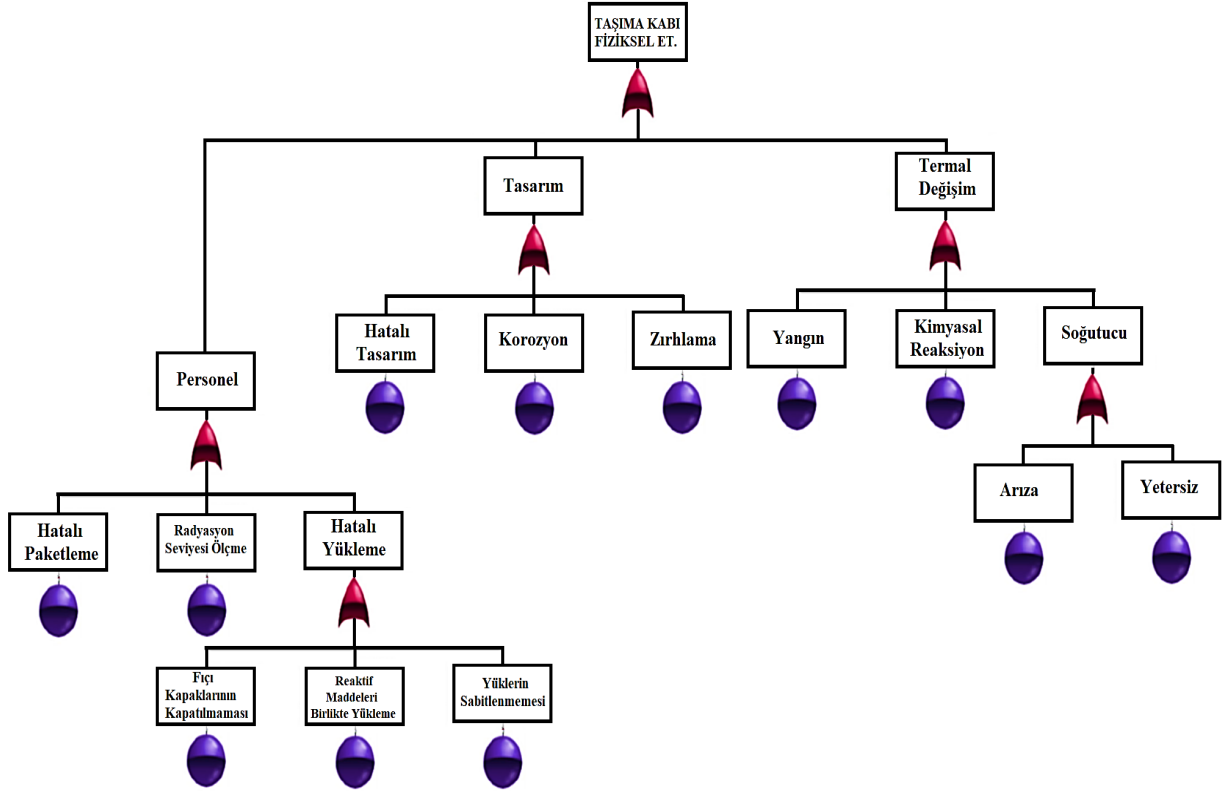 TAŞIMA KABI
FİZİKSEL ET.
Tasarım
Termal
Değişim
Hatalı
Tasarım
Korozyon
Zırhlama
Yangın
Kimyasal
Reaksiyon
Soğutucu
Personel
Arıza
Yetersiz
Hatalı
Paketleme
Radyasyon
Seviyesi Ölçme
Hatalı
Yükleme
Fıçı
Kapaklarının
Kapatılmaması
Reaktif
Maddeleri
Birlikte Yükleme
Yüklerin
Sabitlenmemesi